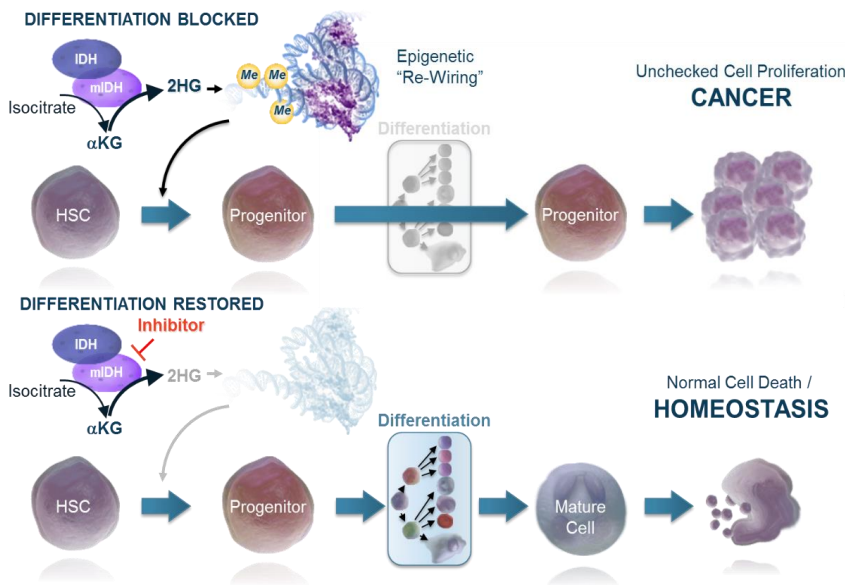 DIFFERENTIATION BLOCKED
IDH
mIDH
Isocitrate
2HG
αKG
Me
Me
Me
Epigenetic
“Re-Wiring”
Unchecked Cell Proliferation
CANCER
Differentiation
HSC
Progenitor
Progenitor
DIFFERENTIATION RESTORED
Inhibitor
IDH
mIDH
Isocitrate
2HG
αKG
Normal Cell Death /
HOMEOSTASIS
Differentiation
HSC
Progenitor
Mature
Cell